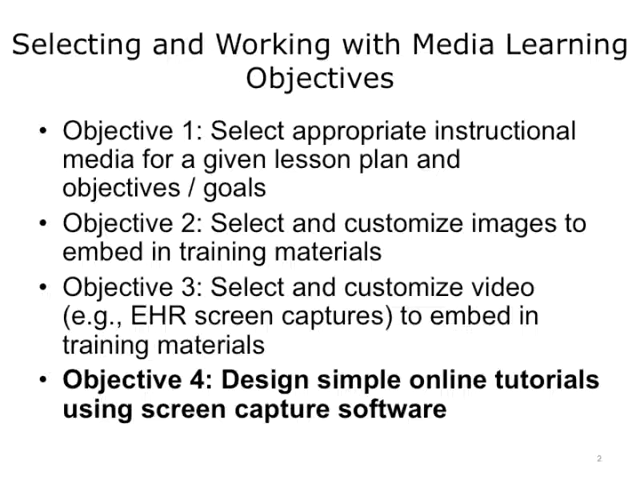 Selecting and Working with Media Learning
Objectives
• Objective 1: Select appropriate instructional
media for a given lesson plan and
objectives / goals
• Objective 2: Select and customize images to
embed in training materials
• Objective 3: Select and customize video
(e.g., EHR screen captures) to embed in
training materials
• Objective 4: Design simple online tutorials
using screen capture software
2